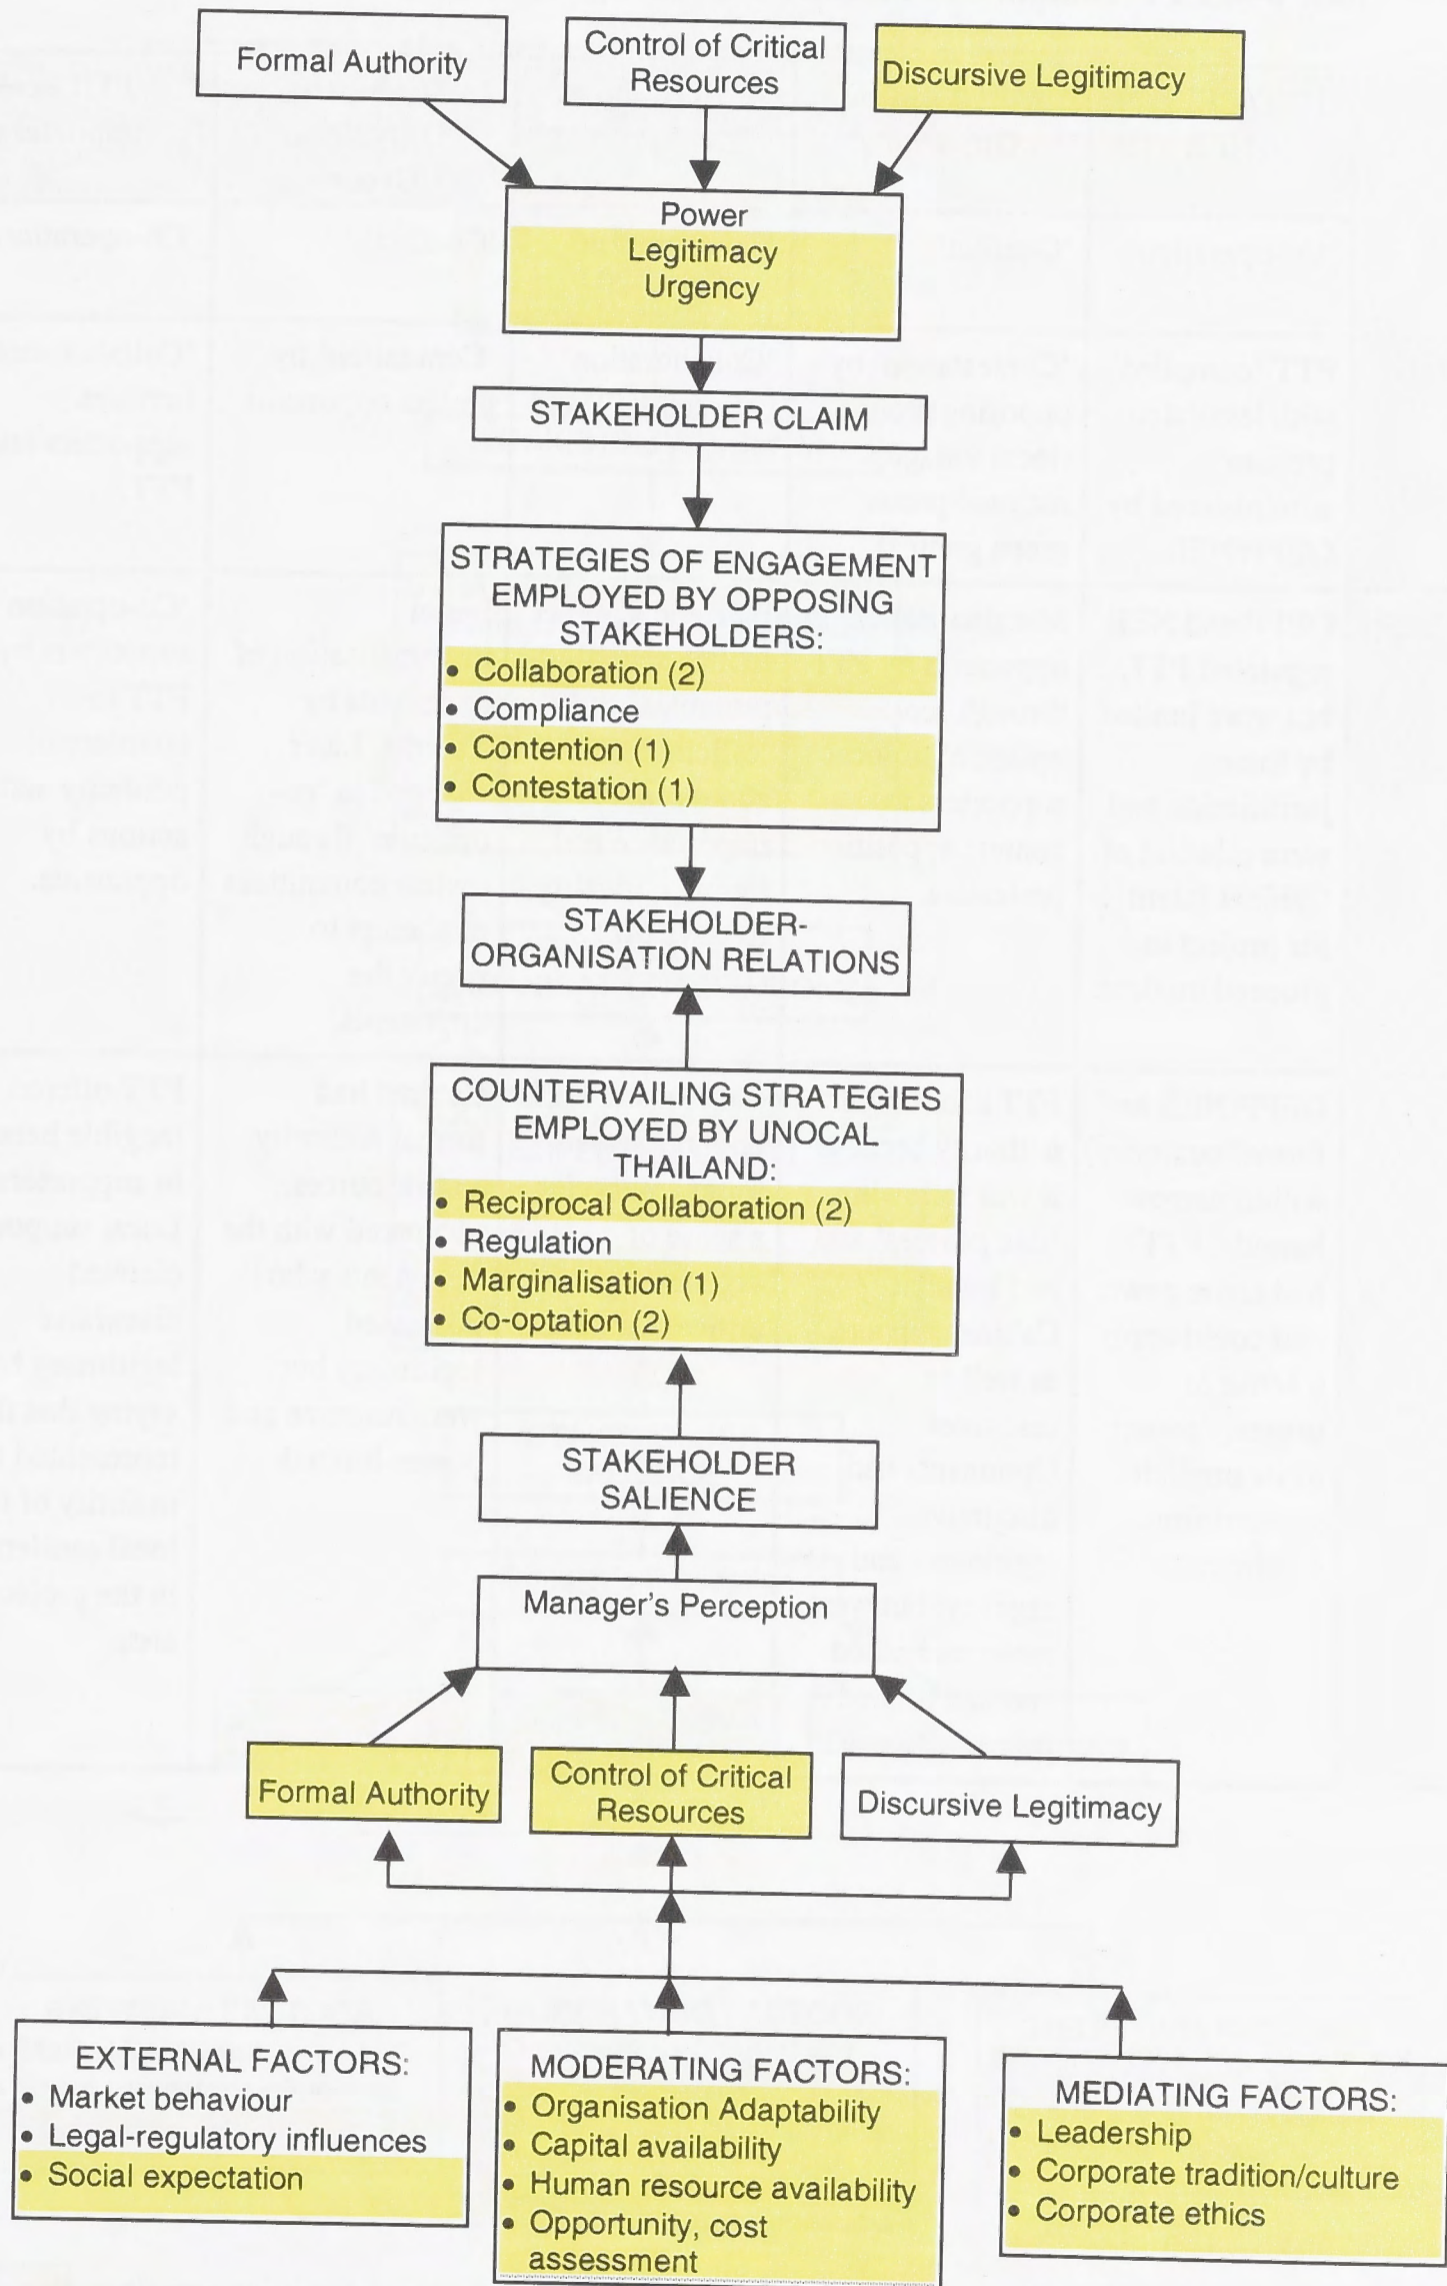 Formal Authority
Control of Critical
Resources
Discursive Legitimacy
Power
Legitimacy
Urgency
STAKEHOLDER CLAIM
STRATEGIES OF ENGAGEMENT
EMPLOYED BY OPPOSING
STAKEHOLDERS:
• Collaboration (2)
• Compliance
• Contention (1)
• Contestation (1)
STAKEHOLDER-
ORGANISATION RELATIONS
COUNTERVAILING STRATEGIES
EMPLOYED BY UNOCAL
THAILAND:
• Reciprocal Collaboration (2)
• Regulation
• Marginalisation (1)
• Co-optation (2)
STAKEHOLDER
SALIENCE
Manager's Perception
Formal Authority
Control of Critical
Resources
Discursive Legitimacy
EXTERNAL FACTORS:
• Market behaviour
• Legal-regulatory influences
• Social expectation
MODERATING FACTORS:
• Organisation Adaptability
• Capital availability
• Human resource availability
• Opportunity, cost
assessment
MEDIATING FACTORS:
• Leadership
• Corporate tradition/culture
• Corporate ethics